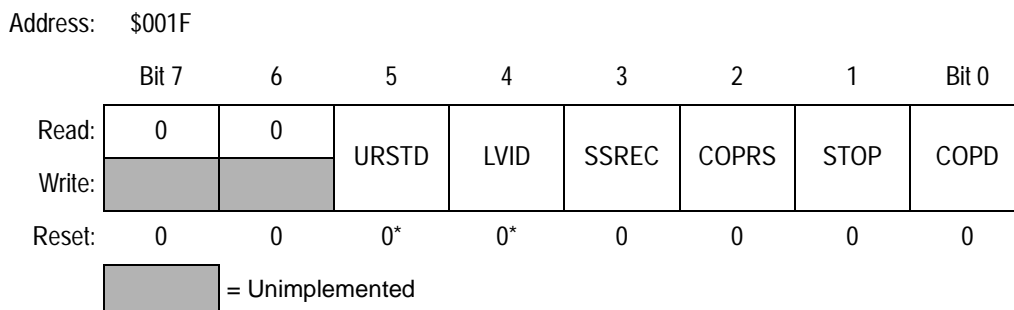 Address: $001F
Bit 7 6 5 4 3 2 1 Bit 0
Read: 0 0
URSTD LVID SSREC COPRS STOP COPD
Write:
Reset: 0 0 0* 0* 0 0 0 0
= Unimplemented